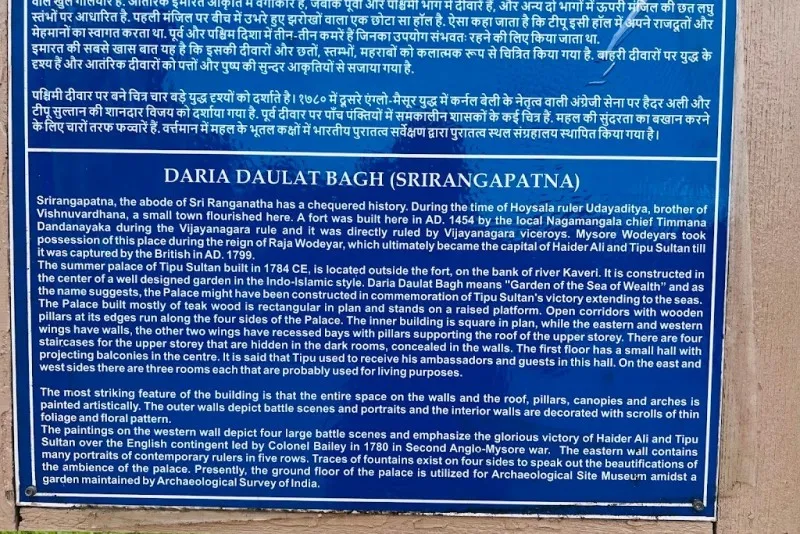 वाले खुले गलियारे हैं. आंतरिक इमारत आकृति में वर्गाकार है, जबकि पूर्वी और पश्चिमी भाग में दीवारें हैं, और अन्य दो भागों में ऊपरी मंजिल की छत लघु
स्तंभों पर आधारित है. पहली मंजिल पर बीच में उभरे हुए झरोखों वाला एक छोटा सा हॉल है. ऐसा कहा जाता है कि टीपू इसी हॉल में अपने राजदूतों और
मेहमानों का स्वागत करता था. पूर्व और पश्चिम दिशा में तीन-तीन कमरें हैं जिनका उपयोग संभवतः रहने की लिए किया जाता था.
इमारत की सबसे खास बात यह है कि इसकी दीवारों और छतों, स्तम्भों, महराबों को कलात्मक रूप से चित्रित किया गया है. बाहरी दीवारों पर युद्ध के
दृश्य हैं और आतंरिक दीवारों को पत्तों और पुष्प की सुन्दर आकृतियों से सजाया गया है.
पश्चिमी दीवार पर बने चित्र चार बड़े युद्ध दृश्यों को दर्शाते है। १७८० में दूसरे एंग्लो-मैसूर युद्ध में कर्नल बेली के नेतृत्व वाली अंग्रेजी सेना पर हैदर अली और
टीपू सुल्तान की शानदार विजय को दर्शाया गया है. पूर्व दीवार पर पाँच पंक्तियों में समकालीन शासकों के कई चित्र हैं. महल की सुंदरता का बखान करने
के लिए चारों तरफ फव्वारें हैं. वर्त्तमान में महल के भूतल कक्षों में भारतीय पुरातत्व सर्वेक्षण द्वारा पुरातत्व स्थल संग्रहालय स्थापित किया गया है।
DARIA DAULAT BAGH (SRIRANGAPATNA)
Srirangapatna, the abode of Sri Ranganatha has a chequered history. During the time of Hoysala ruler Udayaditya, brother of
Vishnuvardhana, a small town flourished here. A fort was built here in AD. 1454 by the local Nagamangala chief Timmana
Dandanayaka during the Vijayanagara rule and it was directly ruled by Vijayanagara viceroys. Mysore Wodeyars took
possession of this place during the reign of Raja Wodeyar, which ultimately became the capital of Haider Ali and Tipu Sultan till
it was captured by the British in AD. 1799.
The summer palace of Tipu Sultan built in 1784 CE, is located outside the fort, on the bank of river Kaveri. It is constructed in
the center of a well designed garden in the Indo-Islamic style. Daria Daulat Bagh means "Garden of the Sea of Wealth" and as
the name suggests, the Palace might have been constructed in commemoration of Tipu Sultan's victory extending to the seas.
The Palace built mostly of teak wood is rectangular in plan and stands on a raised platform. Open corridors with wooden
pillars at its edges run along the four sides of the Palace. The inner building is square in plan, while the eastern and western
wings have walls, the other two wings have recessed bays with pillars supporting the roof of the upper storey. There are four
staircases for the upper storey that are hidden in the dark rooms, concealed in the walls. The first floor has a small hall with
projecting balconies in the centre. It is said that Tipu used to receive his ambassadors and guests in this hall. On the east and
west sides there are three rooms each that are probably used for living purposes.
The most striking feature of the building is that the entire space on the walls and the roof, pillars, canopies and arches is
painted artistically. The outer walls depict battle scenes and portraits and the interior walls are decorated with scrolls of thin
foliage and floral pattern.
The paintings on the western wall depict four large battle scenes and emphasize the glorious victory of Haider Ali and Tipu
Sultan over the English contingent led by Colonel Bailey in 1780 in Second Anglo-Mysore war. The eastern wall contains
many portraits of contemporary rulers in five rows. Traces of fountains exist on four sides to speak out the beautifications of
the ambience of the palace. Presently, the ground floor of the palace is utilized for Archaeological Site Museum amidst a
garden maintained by Archaeological Survey of India.